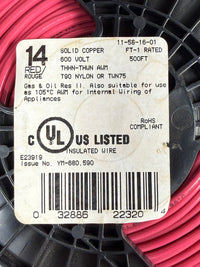 11-56-16-01
14 SOLID COPPER FT-1 RATED
RED/ 600 VOLT 500FT
ROUGE THHN-THWN AWM
T90 NYLON OR TWN75
Gas & Oil Res II. Also suitable for use
as 105°C AWM for Internal Wiring of
Appliances
RoHS
COMPLIANT
C UL US LISTED
E23919 INSULATED WIRE
Issue No. YM-680,590
0 32886 22320